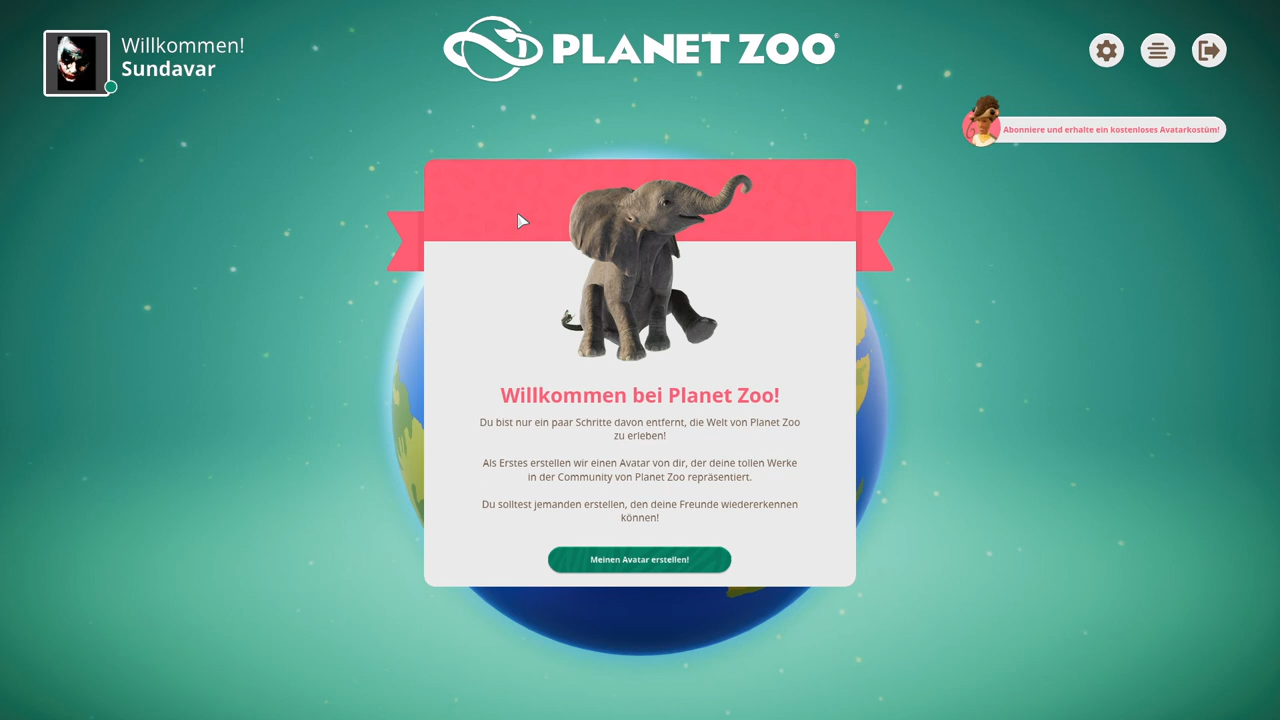 Willkommen!
Sundavar
PLANET ZOO®
Abonniere und erhalte ein kostenloses Avatarkostüm!
Willkommen bei Planet Zoo!
Du bist nur ein paar Schritte davon entfernt, die Welt von Planet Zoo
zu erleben!
Als Erstes erstellen wir einen Avatar von dir, der deine tollen Werke
in der Community von Planet Zoo repräsentiert.
Du solltest jemanden erstellen, den deine Freunde wiedererkennen
können!
Meinen Avatar erstellen!